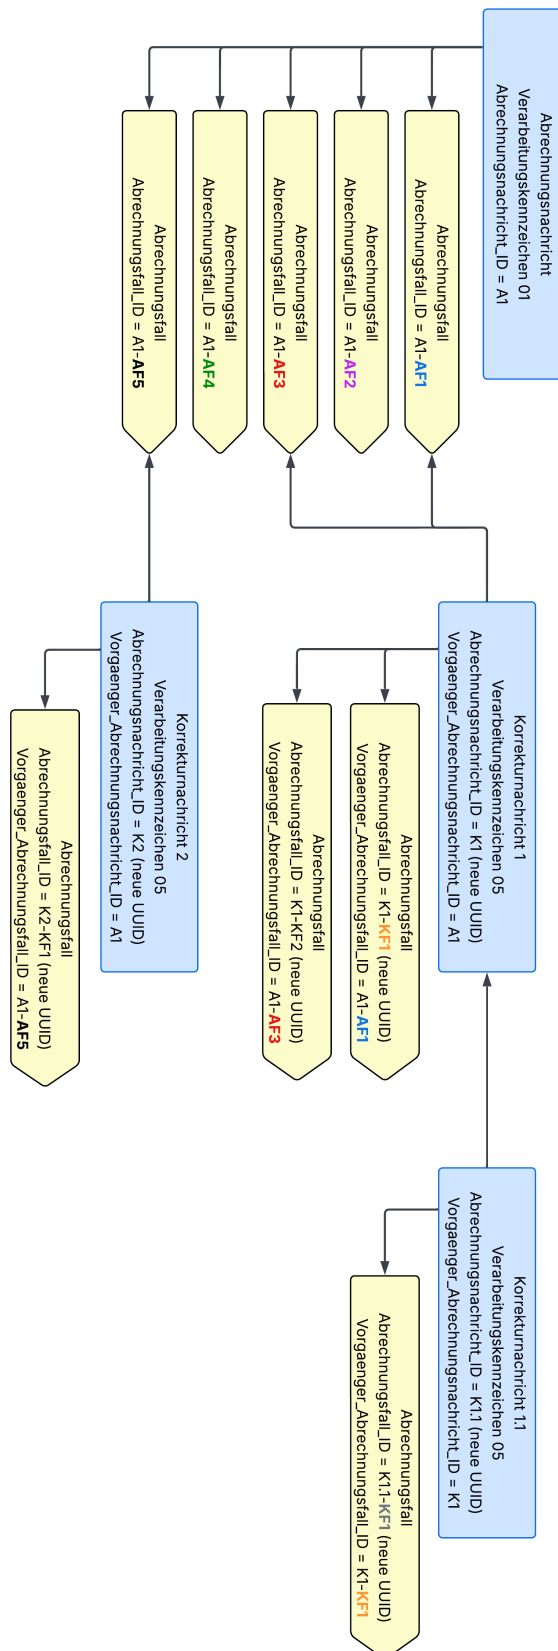 Abrechnungsnachricht
Verarbeitungskennzeichen 01
Abrechnungsnachricht_ID = A1
Abrechnungsfall
Abrechnungsfall_ID = A1-AF1
Abrechnungsfall
Abrechnungsfall_ID = A1-AF2
Abrechnungsfall
Abrechnungsfall_ID = A1-AF3
Abrechnungsfall
Abrechnungsfall_ID = A1-AF4
Abrechnungsfall
Abrechnungsfall_ID = A1-AF5
Korrekturnachricht 1
Verarbeitungskennzeichen 05
Abrechnungsnachricht_ID = K1 (neue UUID)
Vorgaenger_Abrechnungsnachricht_ID = A1
Abrechnungsfall
Abrechnungsfall_ID = K1-KF1 (neue UUID)
Vorgaenger_Abrechnungsfall_ID = A1-AF1
Abrechnungsfall
Abrechnungsfall_ID = K1-KF2 (neue UUID)
Vorgaenger_Abrechnungsfall_ID = A1-AF3
Korrekturnachricht 2
Verarbeitungskennzeichen 05
Abrechnungsnachricht_ID = K2 (neue UUID)
Vorgaenger_Abrechnungsnachricht_ID = A1
Abrechnungsfall
Abrechnungsfall_ID = K2-KF1 (neue UUID)
Vorgaenger_Abrechnungsfall_ID = A1-AF5
Korrekturnachricht 1.1
Verarbeitungskennzeichen 05
Abrechnungsnachricht_ID = K1.1 (neue UUID)
Vorgaenger_Abrechnungsnachricht_ID = K1
Abrechnungsfall
Abrechnungsfall_ID = K1.1-KF1 (neue UUID)
Vorgaenger_Abrechnungsfall_ID = K1-KF1